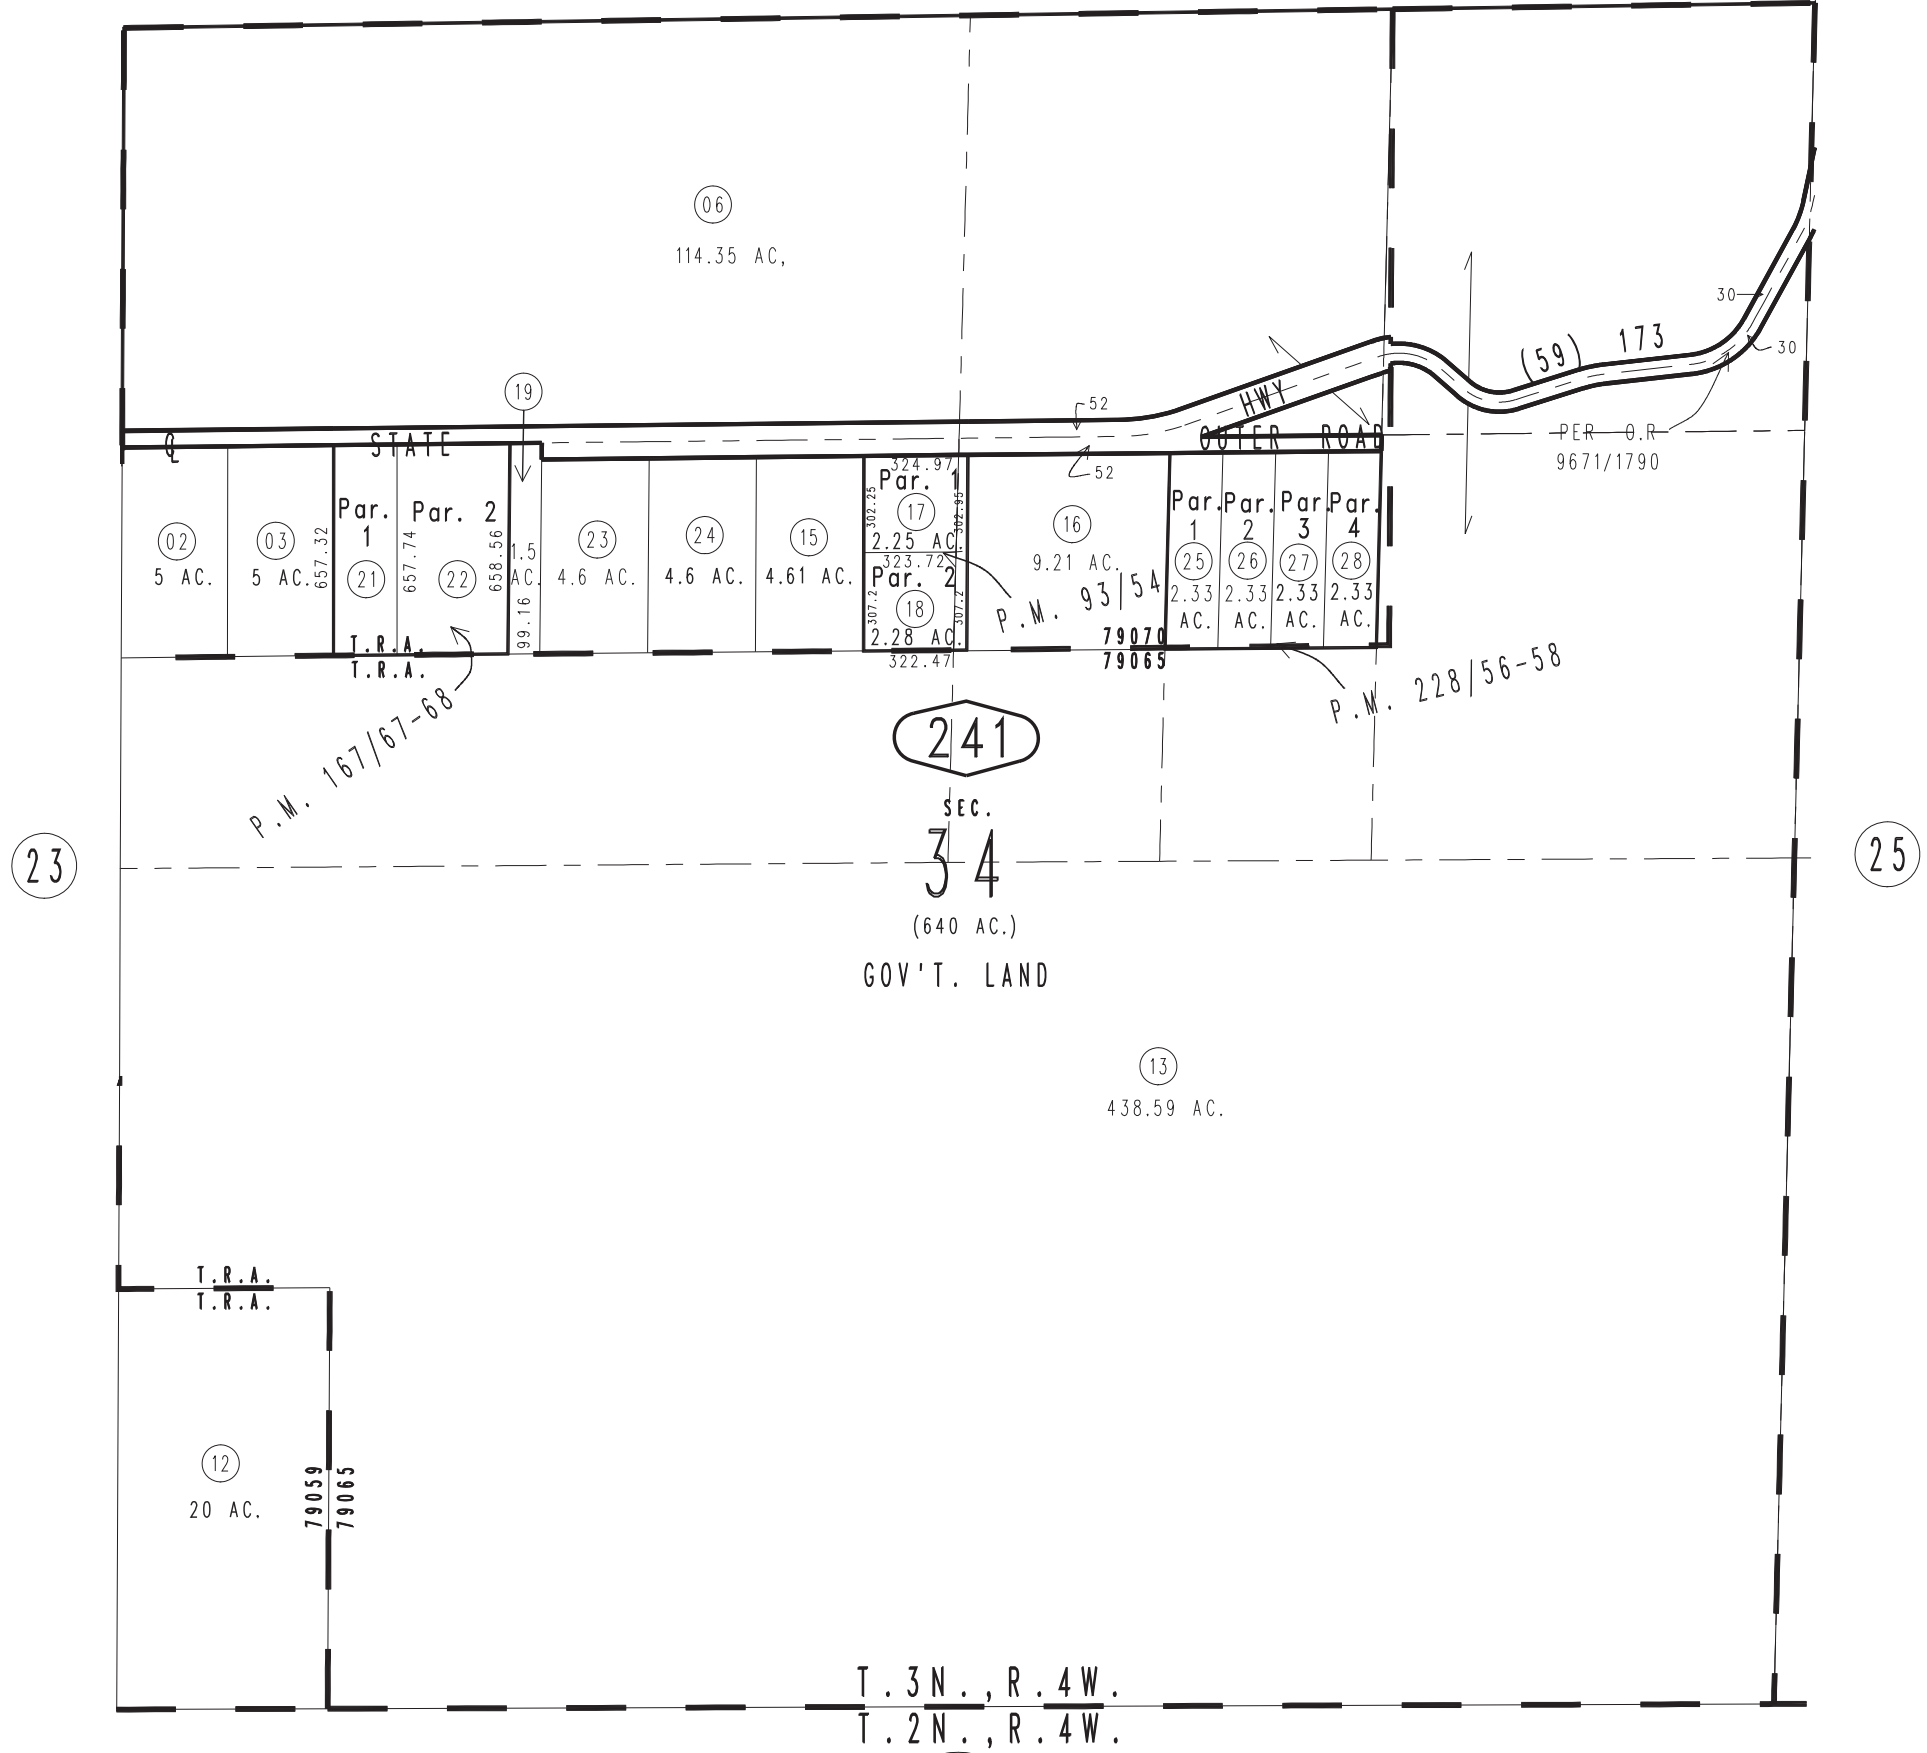 06
114.35 AC,
30
30
(59) 173
19
52
HWY
℄ STATE
OUTER ROAD
PER O.R
9671/1790
52
02
5 AC.
03
5 AC.
657.32
Par.
1
21
657.74
Par. 2
22
658.56
1.5
AC.
99.16
23
4.6 AC.
24
4.6 AC.
15
4.61 AC.
324.97
Par. 1
302.25
17
302.95
2.25 AC.
323.72
Par. 2
307.2
18
307.2
2.28 AC.
322.47
16
9.21 AC.
P.M. 93/54
Par.
1
25
2.33
AC.
Par.
2
26
2.33
AC.
Par.
3
27
2.33
AC.
Par.
4
28
2.33
AC.
T.R.A.
T.R.A.
79070
79065
P.M. 167/67-68
P.M. 228/56-58
241
SEC.
34
(640 AC.)
GOV'T. LAND
23
25
13
438.59 AC.
T.R.A.
T.R.A.
12
20 AC.
79059
79065
T.3N.,R.4W.
T.2N.,R.4W.